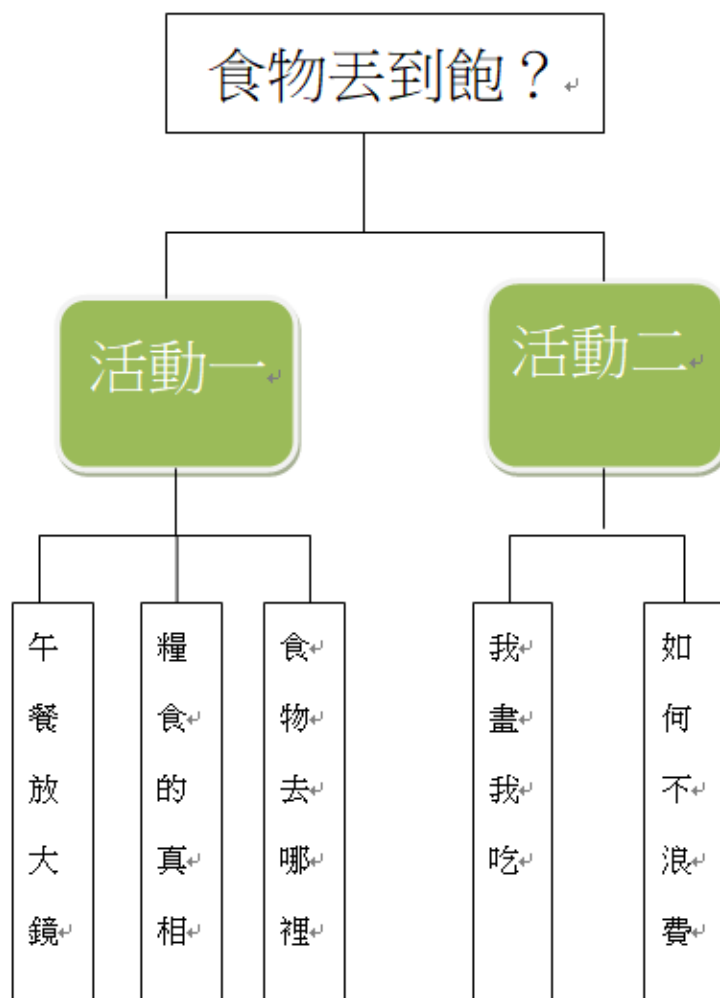 食物丟到飽？
活動一
活動二
午餐放大鏡
糧食的真相
食物去哪裡
我畫我吃
如何不浪費